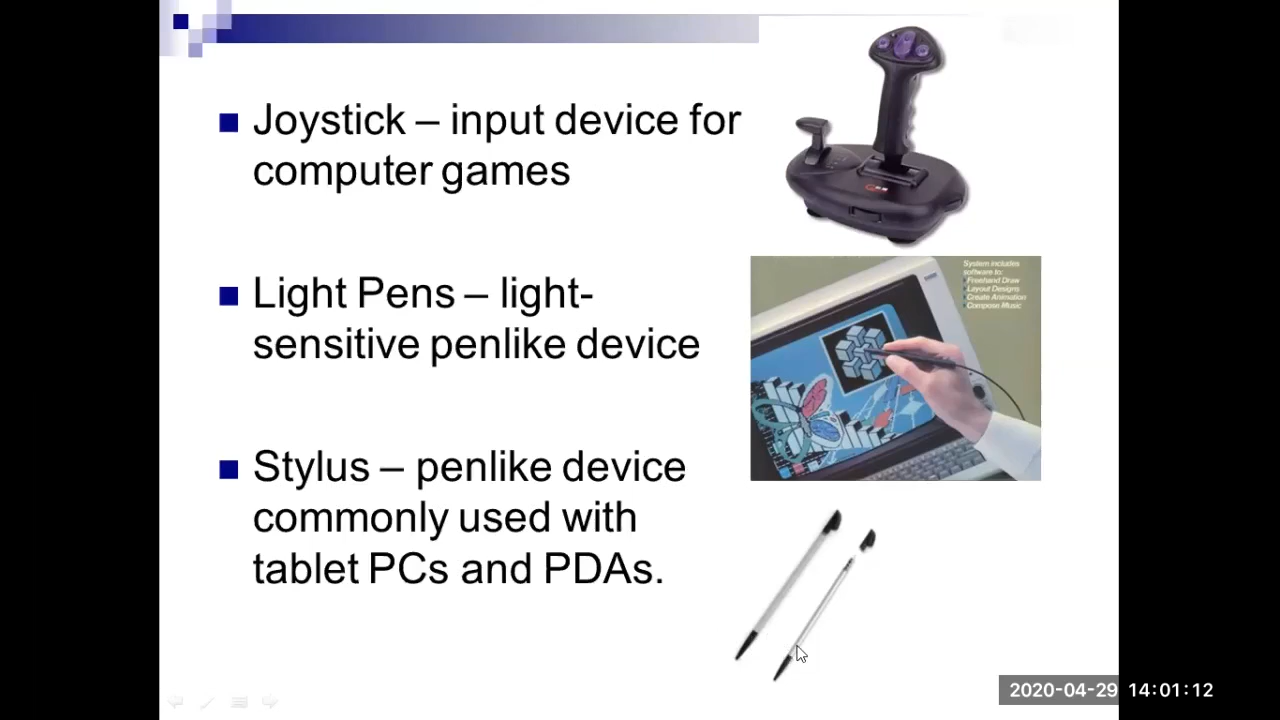 Joystick – input device for
computer games
Light Pens – light-
sensitive penlike device
Stylus – penlike device
commonly used with
tablet PCs and PDAs.
System includes
software to:
Freehand Draw
Layout Designs
Create Animation
Compose Music
2020-04-29 14:01:12